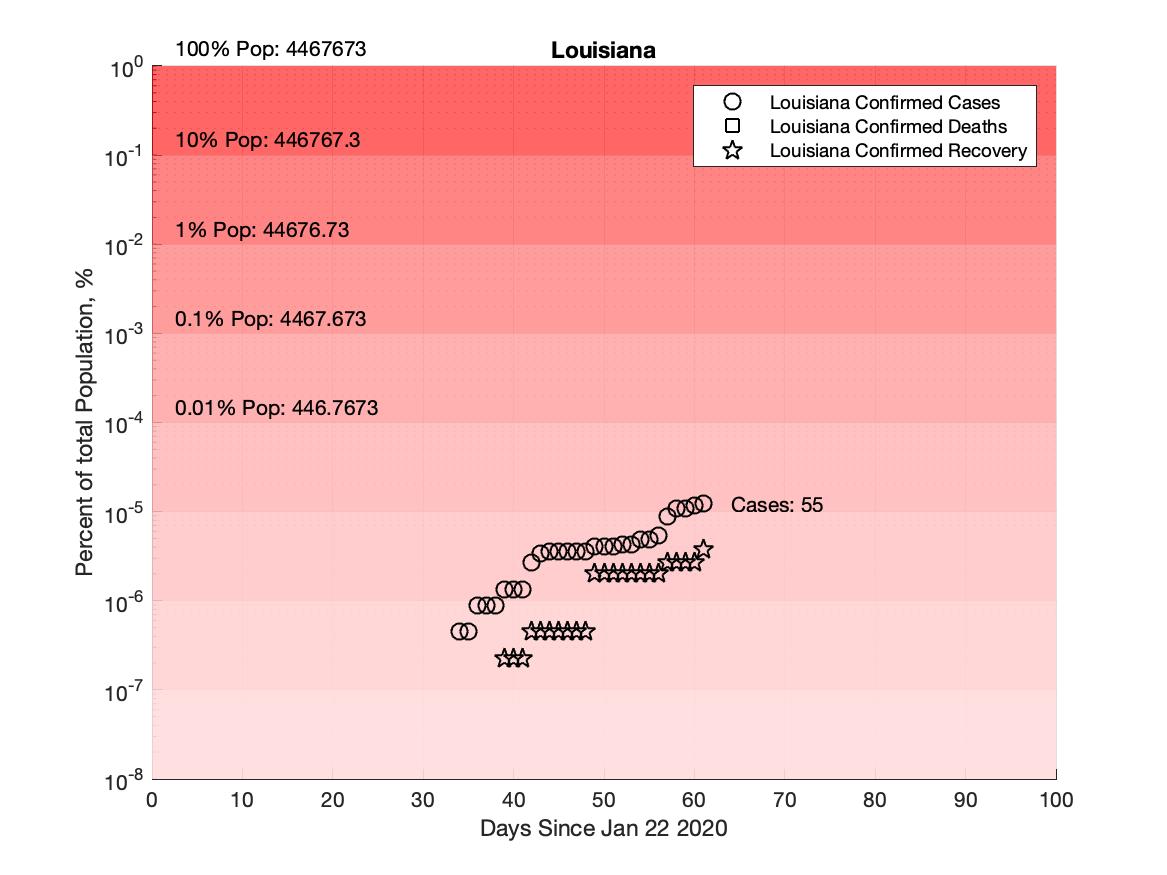 Louisiana
100% Pop: 4467673
10% Pop: 446767.3
1% Pop: 44676.73
0.1% Pop: 4467.673
0.01% Pop: 446.7673
Louisiana Confirmed Cases
Louisiana Confirmed Deaths
Louisiana Confirmed Recovery
Cases: 55
Percent of total Population, %
10^0
10^-1
10^-2
10^-3
10^-4
10^-5
10^-6
10^-7
10^-8
0 10 20 30 40 50 60 70 80 90 100
Days Since Jan 22 2020